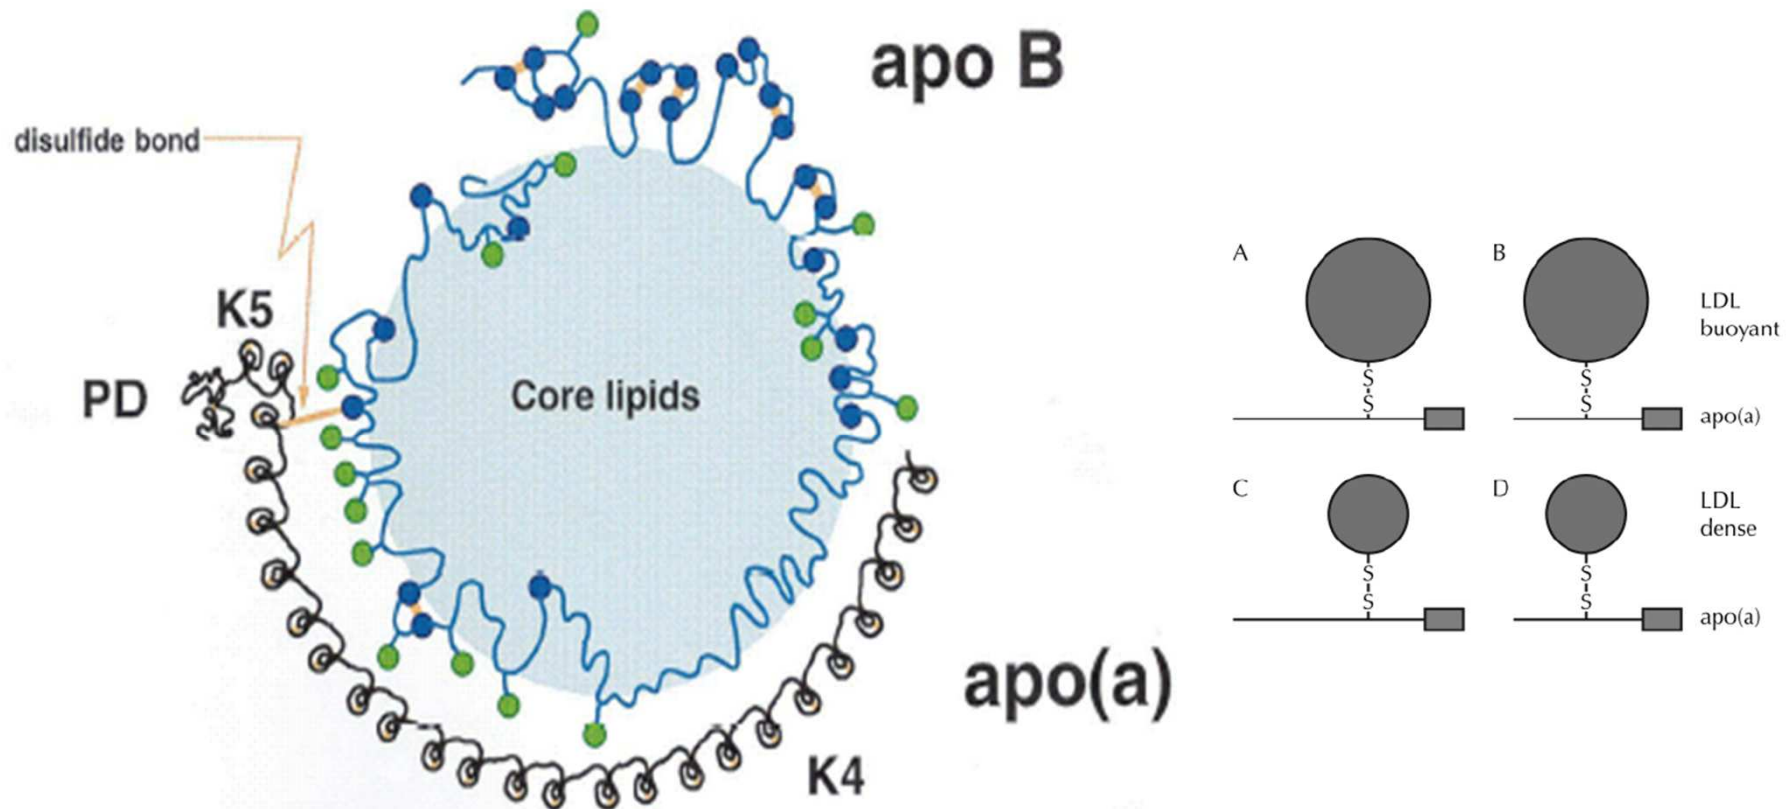 apo B
disulfide bond
K5
PD
Core lipids
apo(a)
K4
A
B
LDL
buoyant
S
S
S
S
apo(a)
C
D
LDL
dense
S
S
S
S
apo(a)